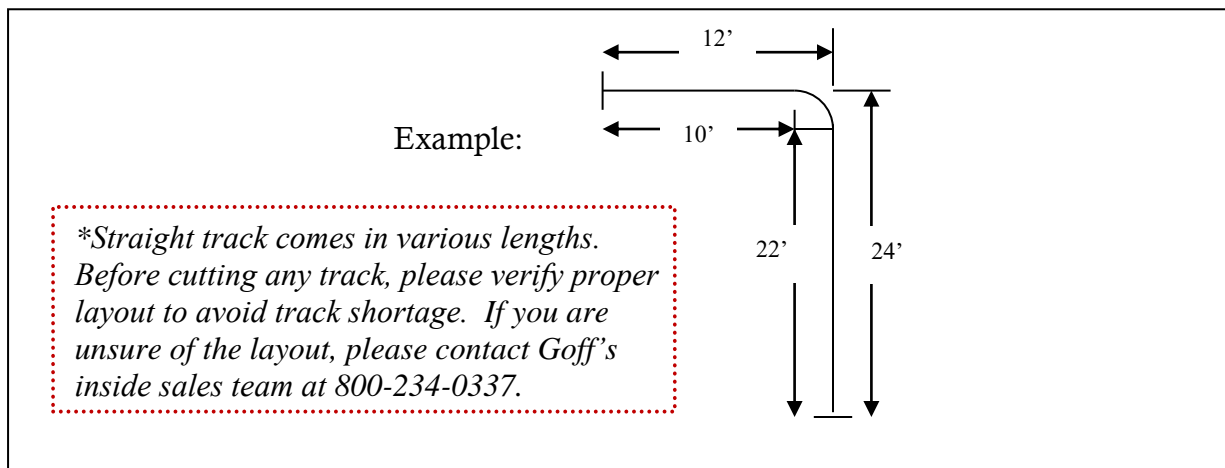 12’
Example:
10’
*Straight track comes in various lengths.
Before cutting any track, please verify proper
layout to avoid track shortage.  If you are
unsure of the layout, please contact Goff’s
inside sales team at 800-234-0337.
22’
24’